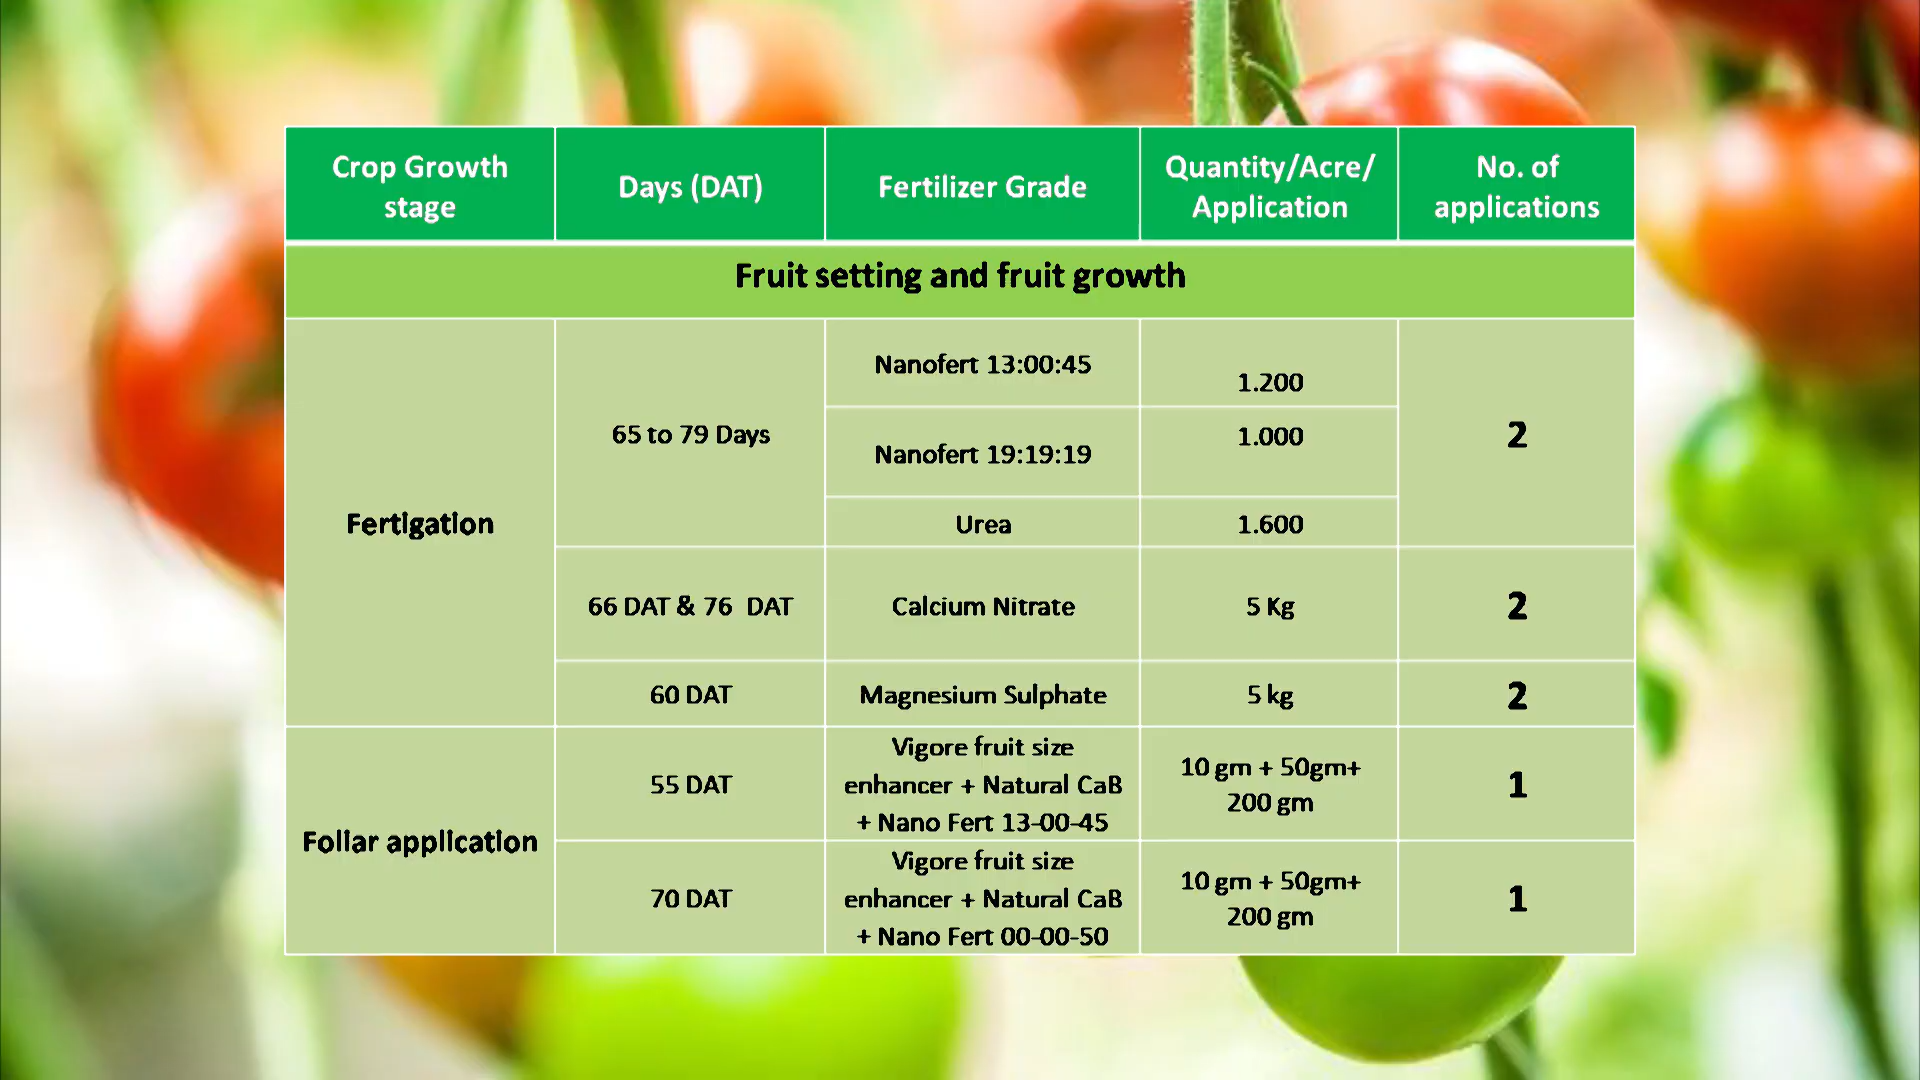 Crop Growth
stage
Days (DAT)
Fertilizer Grade
Quantity/Acre/
Application
No. of
applications
Fruit setting and fruit growth
Fertigation
65 to 79 Days
Nanofert 13:00:45
1.200
2
Nanofert 19:19:19
1.000
Urea
1.600
66 DAT & 76 DAT
Calcium Nitrate
5 Kg
2
60 DAT
Magnesium Sulphate
5 kg
2
Foliar application
55 DAT
Vigore fruit size
enhancer + Natural CaB
+ Nano Fert 13-00-45
10 gm + 50gm+
200 gm
1
70 DAT
Vigore fruit size
enhancer + Natural CaB
+ Nano Fert 00-00-50
10 gm + 50gm+
200 gm
1